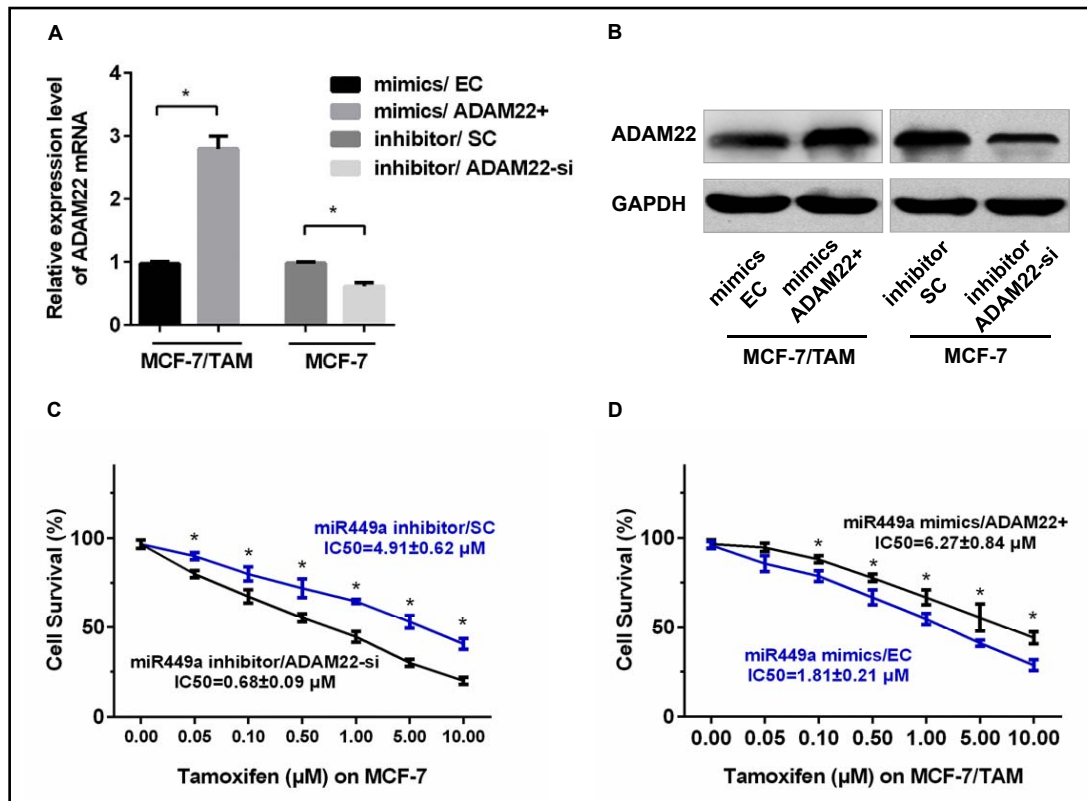 A
Relative expression level
of ADAM22 mRNA
4
3
2
1
0
*
*
mimics/ EC
mimics/ ADAM22+
inhibitor/ SC
inhibitor/ ADAM22-si
MCF-7/TAM
MCF-7
B
ADAM22
GAPDH
mimics
EC
mimics
ADAM22+
inhibitor
SC
inhibitor
ADAM22-si
MCF-7/TAM
MCF-7
C
Cell Survival (%)
100
50
0
miR449a inhibitor/SC
IC50=4.91±0.62 µM
* * * * * *
miR449a inhibitor/ADAM22-si
IC50=0.68±0.09 µM
0.00 0.05 0.10 0.50 1.00 5.00 10.00
Tamoxifen (µM) on MCF-7
D
Cell Survival (%)
100
50
0
miR449a mimics/ADAM22+
IC50=6.27±0.84 µM
* * * * *
miR449a mimics/EC
IC50=1.81±0.21 µM
0.00 0.05 0.10 0.50 1.00 5.00 10.00
Tamoxifen (µM) on MCF-7/TAM